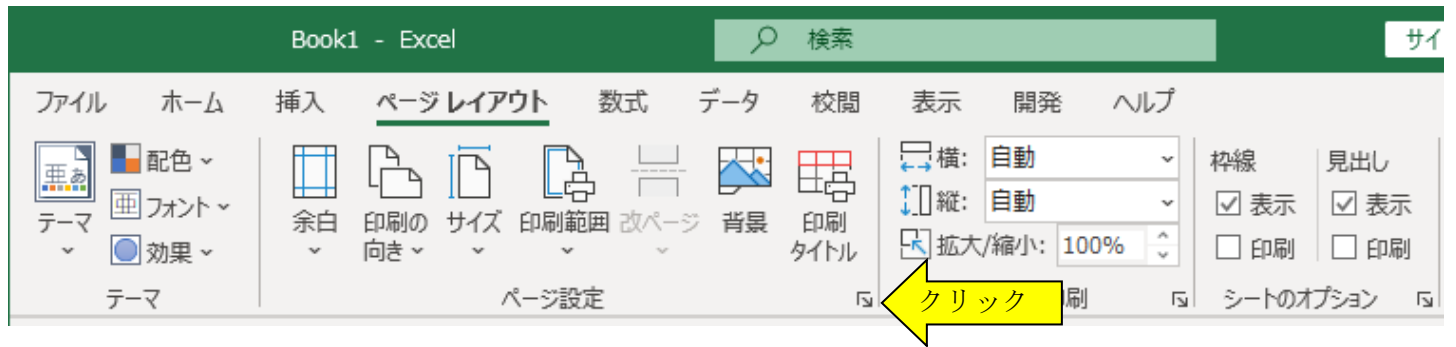 Book1 - Excel
検索
サイ
ファイル ホーム 挿入 ページ レイアウト 数式 データ 校閲 表示 開発 ヘルプ
亜あ
テーマ
配色
亜 フォント
効果
テーマ
余白
印刷の
向き
サイズ
印刷範囲
改ページ
背景
印刷
タイトル
ページ設定
クリック
横: 自動
縦: 自動
拡大/縮小: 100%
刷
枠線
表示
印刷
見出し
表示
印刷
シートのオプション